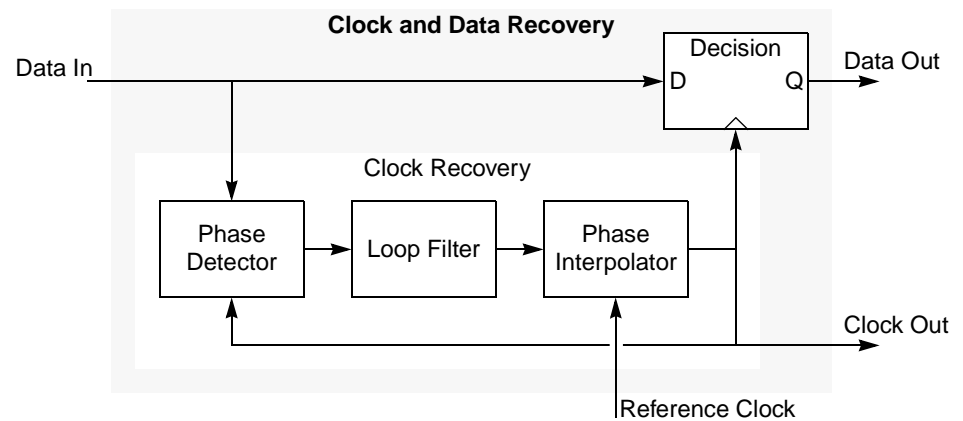 Clock and Data Recovery
Data In
Decision
D
Q
Data Out
Clock Recovery
Phase
Detector
Loop Filter
Phase
Interpolator
Clock Out
Reference Clock